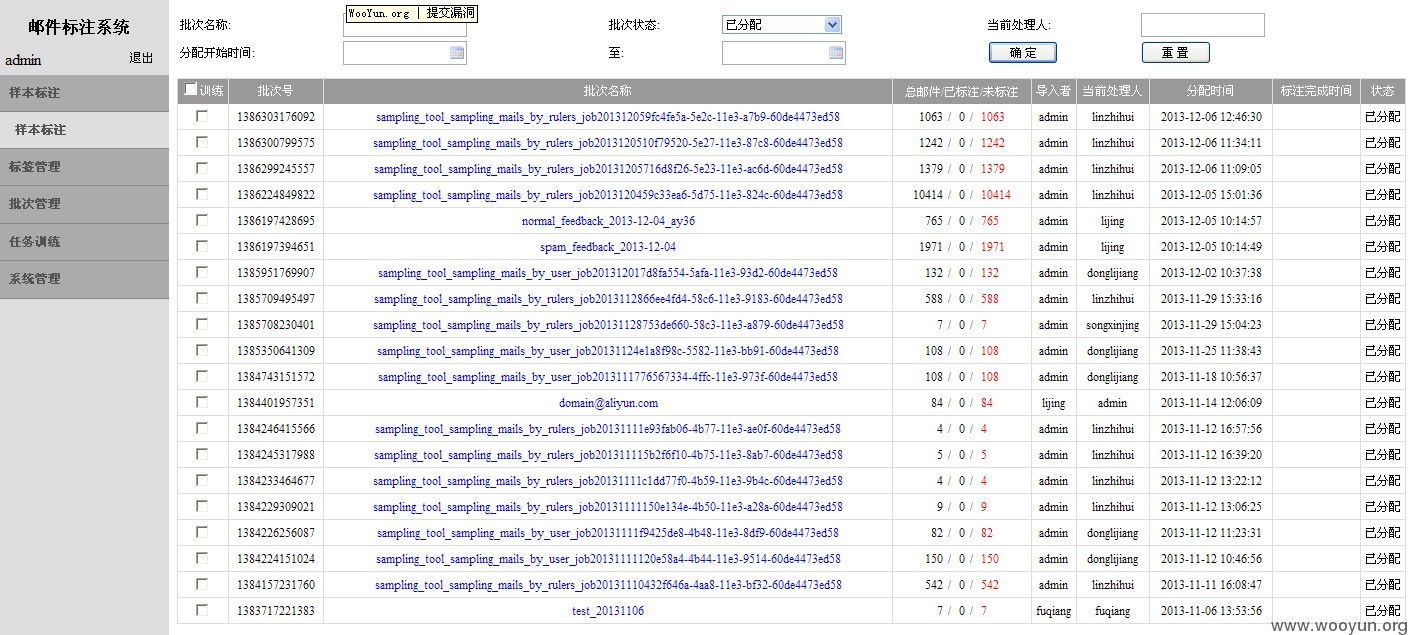 邮件标注系统
admin 退出
样本标注
样本标注
标签管理
批次管理
任务训练
系统管理
批次名称: 批次状态: 已分配 当前处理人:
WooYun.org | 提交漏洞
分配开始时间: 至: 确 定 重 置
训练 批次号 批次名称 总邮件/已标注/未标注 导入者 当前处理人 分配时间 标注完成时间 状态
1386303176092 sampling_tool_sampling_mails_by_rulers_job201312059fc4fe5a-5e2c-11e3-a7b9-60de4473ed58 1063 / 0 / 1063 admin linzhihui 2013-12-06 12:46:30 已分配
1386300799575 sampling_tool_sampling_mails_by_rulers_job2013120510f79520-5e27-11e3-87c8-60de4473ed58 1242 / 0 / 1242 admin linzhihui 2013-12-06 11:34:11 已分配
1386299245557 sampling_tool_sampling_mails_by_rulers_job201312057​16d8f26-5e23-11e3-ac6d-60de4473ed58 1379 / 0 / 1379 admin linzhihui 2013-12-06 11:09:05 已分配
1386224849822 sampling_tool_sampling_mails_by_rulers_job2013120459c33ea6-5d75-11e3-824c-60de4473ed58 10414 / 0 / 10414 admin linzhihui 2013-12-05 15:01:36 已分配
1386197428695 normal_feedback_2013-12-04_ay36 765 / 0 / 765 admin lijing 2013-12-05 10:14:57 已分配
1386197394651 spam_feedback_2013-12-04 1971 / 0 / 1971 admin lijing 2013-12-05 10:14:49 已分配
1385951769907 sampling_tool_sampling_mails_by_user_job201312017d8fa554-5afa-11e3-93d2-60de4473ed58 132 / 0 / 132 admin donglijiang 2013-12-02 10:37:38 已分配
1385709495497 sampling_tool_sampling_mails_by_rulers_job2013112866ee4fd4-58c6-11e3-9183-60de4473ed58 588 / 0 / 588 admin linzhihui 2013-11-29 15:33:16 已分配
1385708230401 sampling_tool_sampling_mails_by_rulers_job20131128753de660-58c3-11e3-a879-60de4473ed58 7 / 0 / 7 admin songxinjing 2013-11-29 15:04:23 已分配
1385350641309 sampling_tool_sampling_mails_by_user_job20131124e1a8f98c-5582-11e3-bb91-60de4473ed58 108 / 0 / 108 admin donglijiang 2013-11-25 11:38:43 已分配
1384743151572 sampling_tool_sampling_mails_by_user_job2013111776567334-4ffc-11e3-973f-60de4473ed58 108 / 0 / 108 admin donglijiang 2013-11-18 10:56:37 已分配
1384401957351 domain@aliyun.com 84 / 0 / 84 lijing admin 2013-11-14 12:06:09 已分配
1384246415566 sampling_tool_sampling_mails_by_rulers_job20131111e93fab06-4b77-11e3-ae0f-60de4473ed58 4 / 0 / 4 admin linzhihui 2013-11-12 16:57:56 已分配
1384245317988 sampling_tool_sampling_mails_by_rulers_job201311115b2f6f10-4b75-11e3-8ab7-60de4473ed58 5 / 0 / 5 admin linzhihui 2013-11-12 16:39:20 已分配
1384233464677 sampling_tool_sampling_mails_by_rulers_job20131111c1dd77f0-4b59-11e3-9b4c-60de4473ed58 4 / 0 / 4 admin linzhihui 2013-11-12 13:22:12 已分配
1384229309021 sampling_tool_sampling_mails_by_rulers_job20131111150e134e-4b50-11e3-a28a-60de4473ed58 9 / 0 / 9 admin linzhihui 2013-11-12 13:06:25 已分配
1384226256087 sampling_tool_sampling_mails_by_user_job20131111f9425de8-4b48-11e3-8df9-60de4473ed58 82 / 0 / 82 admin donglijiang 2013-11-12 11:23:31 已分配
1384224151024 sampling_tool_sampling_mails_by_user_job20131111120e58a4-4b44-11e3-9514-60de4473ed58 150 / 0 / 150 admin donglijiang 2013-11-12 10:46:56 已分配
1384157231760 sampling_tool_sampling_mails_by_rulers_job20131110432f646a-4aa8-11e3-bf32-60de4473ed58 542 / 0 / 542 admin linzhihui 2013-11-11 16:08:47 已分配
1383717221383 test_20131106 7 / 0 / 7 fuqiang fuqiang 2013-11-06 13:53:56 已分配
www.wooyun.org